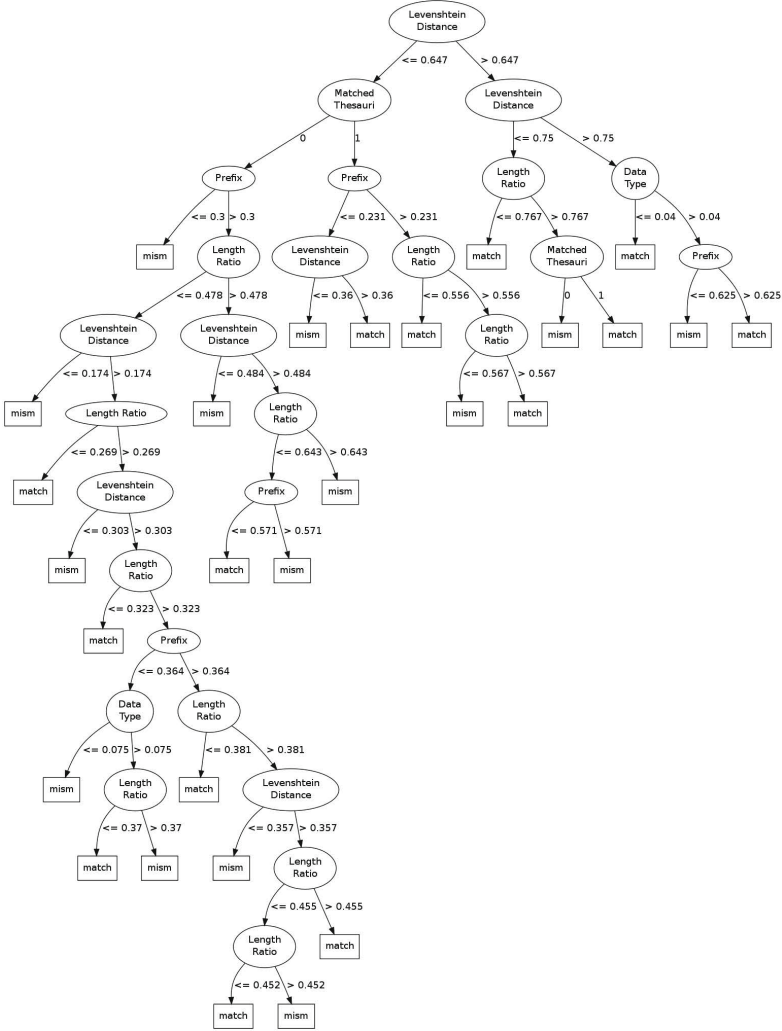 Levenshtein
Distance
<= 0.647
> 0.647
Matched
Thesauri
Levenshtein
Distance
0
1
<= 0.75
> 0.75
Prefix
Prefix
Length
Ratio
Data
Type
<= 0.3
> 0.3
<= 0.231
> 0.231
<= 0.767
> 0.767
<= 0.04
> 0.04
mism
Length
Ratio
Levenshtein
Distance
Length
Ratio
match
Matched
Thesauri
match
Prefix
<= 0.478
> 0.478
<= 0.36
> 0.36
<= 0.556
> 0.556
0
1
<= 0.625
> 0.625
Levenshtein
Distance
Levenshtein
Distance
mism
match
match
Length
Ratio
mism
match
mism
match
<= 0.174
> 0.174
<= 0.484
> 0.484
<= 0.567
> 0.567
mism
Length Ratio
mism
Length
Ratio
mism
match
<= 0.269
> 0.269
<= 0.643
> 0.643
match
Levenshtein
Distance
Prefix
mism
<= 0.303
> 0.303
<= 0.571
> 0.571
mism
Length
Ratio
match
mism
<= 0.323
> 0.323
match
Prefix
<= 0.364
> 0.364
Data
Type
Length
Ratio
<= 0.075
> 0.075
<= 0.381
> 0.381
mism
Length
Ratio
match
Levenshtein
Distance
<= 0.37
> 0.37
<= 0.357
> 0.357
match
mism
mism
Length
Ratio
<= 0.455
> 0.455
Length
Ratio
match
<= 0.452
> 0.452
match
mism